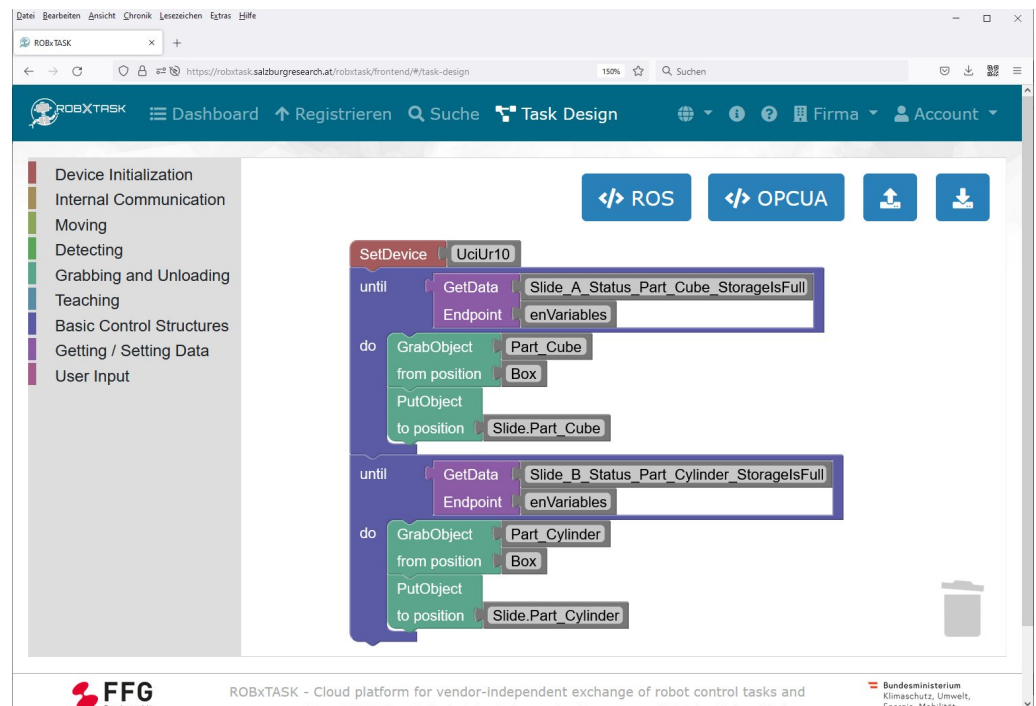 Datei Bearbeiten Ansicht Chronik Lesezeichen Extras Hilfe
ROBxTASK
https://robxtask.salzburgresearch.at/robxtask/frontend/#/task-design 150% Suchen
ROBXTASK Dashboard Registrieren Suche Task Design Firma Account
Device Initialization
Internal Communication
Moving
Detecting
Grabbing and Unloading
Teaching
Basic Control Structures
Getting / Setting Data
User Input
</> ROS </> OPCUA
SetDevice UciUr10
until GetData Slide_A_Status_Part_Cube_StorageIsFull
Endpoint enVariables
do GrabObject Part_Cube
from position Box
PutObject
to position Slide.Part_Cube
until GetData Slide_B_Status_Part_Cylinder_StorageIsFull
Endpoint enVariables
do GrabObject Part_Cylinder
from position Box
PutObject
to position Slide.Part_Cylinder
FFG
ROBxTASK - Cloud platform for vendor-independent exchange of robot control tasks and
Bundesministerium
Klimaschutz, Umwelt,